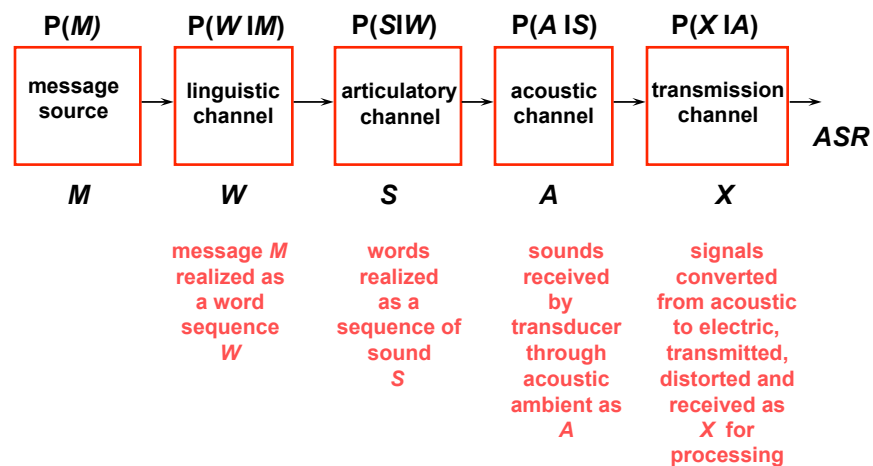 P(M) P(W |M) P(S|W) P(A |S) P(X |A)
message
source
linguistic
channel
articulatory
channel
acoustic
channel
transmission
channel
ASR
M W S A X
message M
realized as
a word
sequence
W
words
realized
as a
sequence of
sound
S
sounds
received
by
transducer
through
acoustic
ambient as
A
signals
converted
from acoustic
to electric,
transmitted,
distorted and
received as
X for
processing